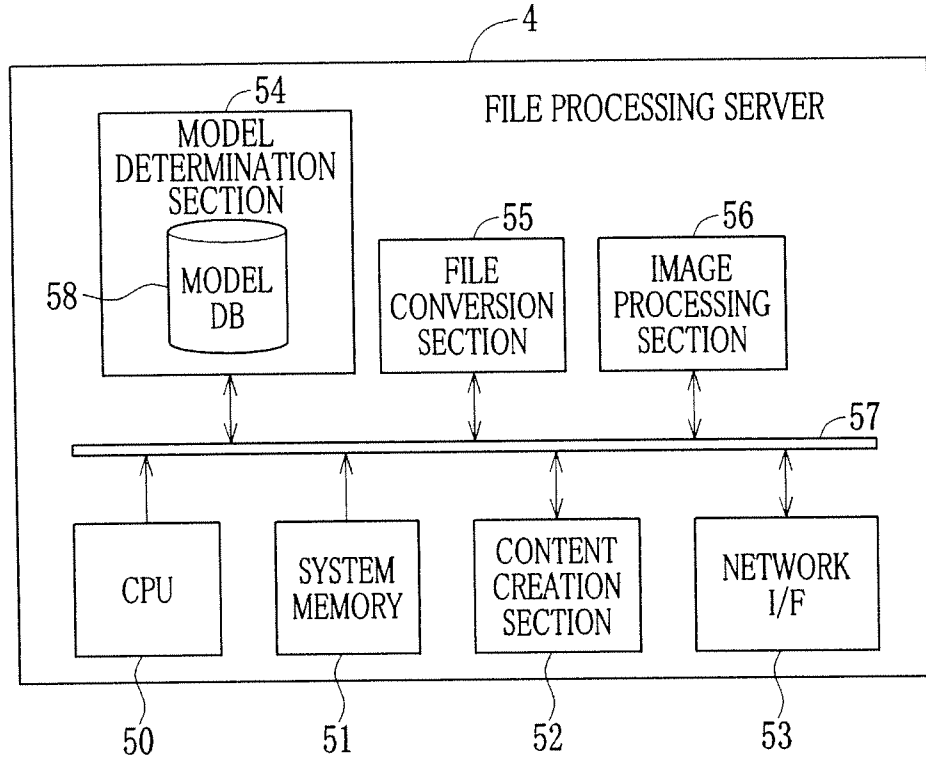 4
FILE PROCESSING SERVER
54
MODEL
DETERMINATION
SECTION
58
MODEL
DB
55
FILE
CONVERSION
SECTION
56
IMAGE
PROCESSING
SECTION
57
CPU
SYSTEM
MEMORY
CONTENT
CREATION
SECTION
NETWORK
I/F
50
51
52
53